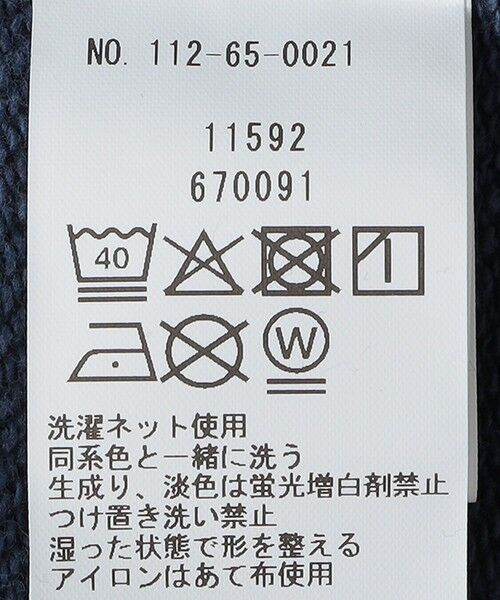 NO. 112-65-0021
11592
670091
40
W
洗濯ネット使用
同系色と一緒に洗う
生成り、淡色は蛍光増白剤禁止
つけ置き洗い禁止
湿った状態で形を整える
アイロンはあて布使用